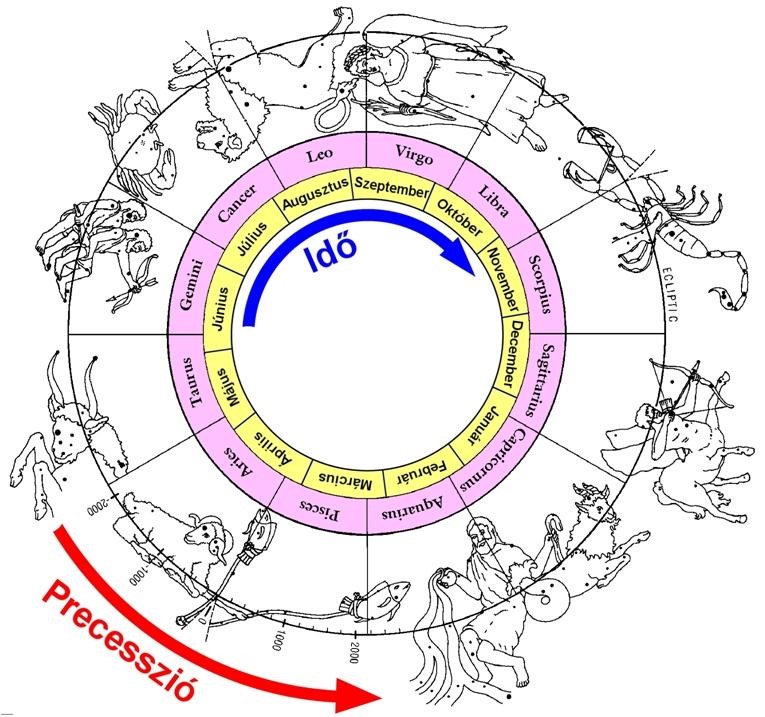 Leo
Virgo
Libra
Scorpius
Sagittarius
Capricornus
Aquarius
Pisces
Aries
Taurus
Gemini
Cancer
Augusztus
Szeptember
Október
November
December
Január
Február
Március
Április
Május
Június
Július
Idő
ECLIPTIC
-2000
-1000
0
1000
2000
Precesszió